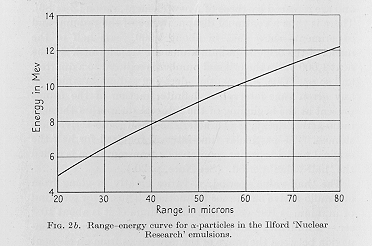 14
12
10
8
6
4
Energy in Mev
20 30 40 50 60 70 80
Range in microns
FIG. 2b. Range–energy curve for α-particles in the Ilford 'Nuclear
Research' emulsions.